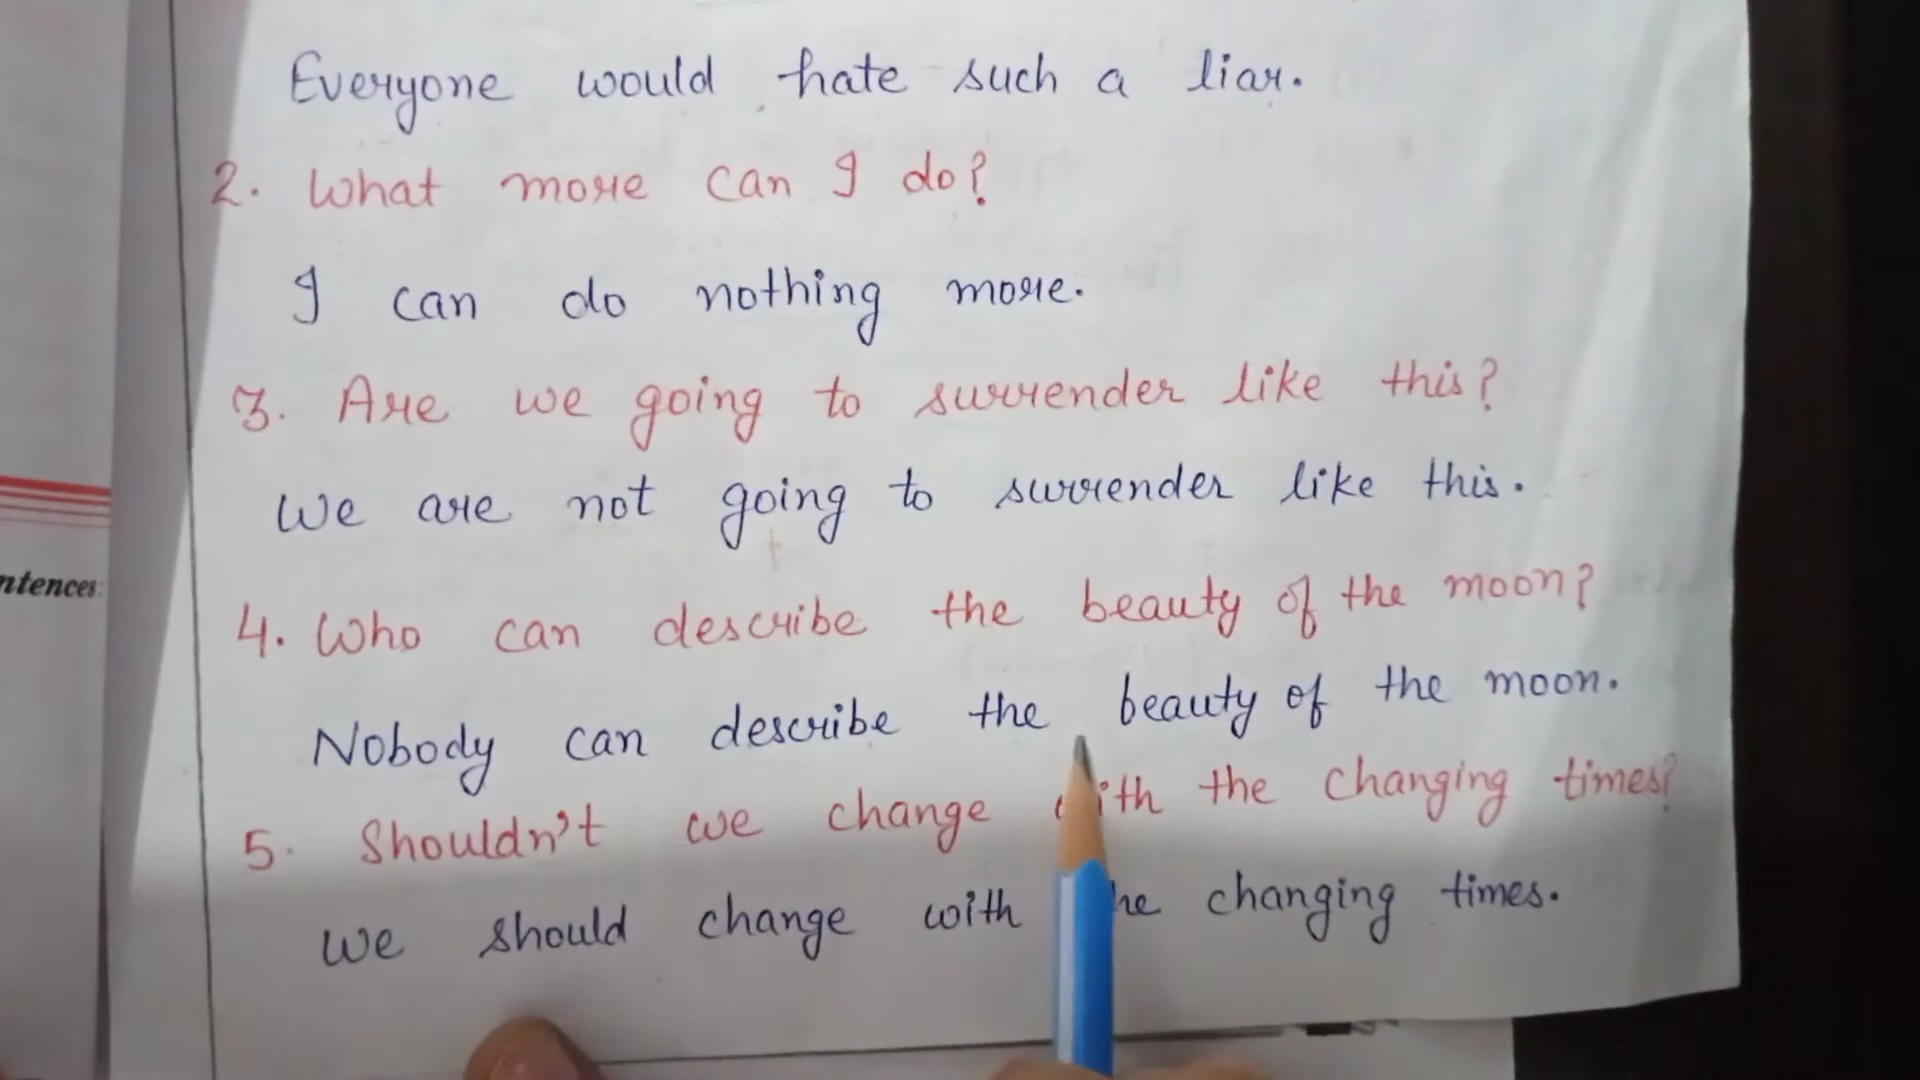 Everyone would hate such a liar.
2. What more can I do?
I can do nothing more.
3. Are we going to surrender like this?
We are not going to surrender like this.
ntences:
4. Who can describe the beauty of the moon?
Nobody can describe the beauty of the moon.
5. Shouldn't we change with the changing times?
We should change with the changing times.